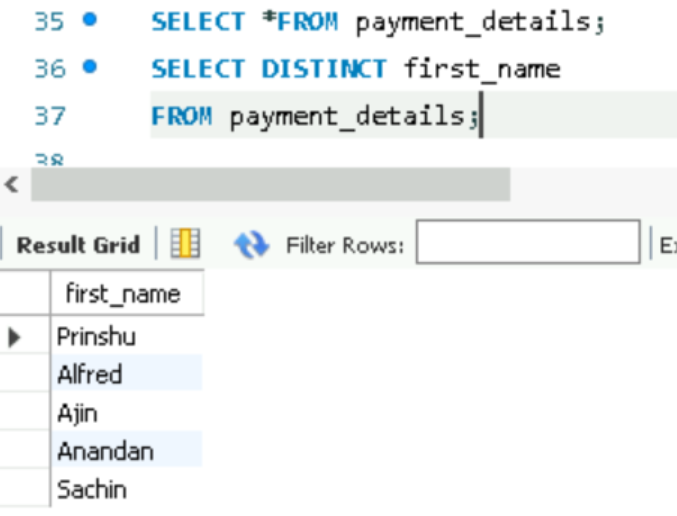 35 SELECT *FROM payment_details;
36 SELECT DISTINCT first_name
37 FROM payment_details;
38
Result Grid Filter Rows:
first_name
Prinshu
Alfred
Ajin
Anandan
Sachin